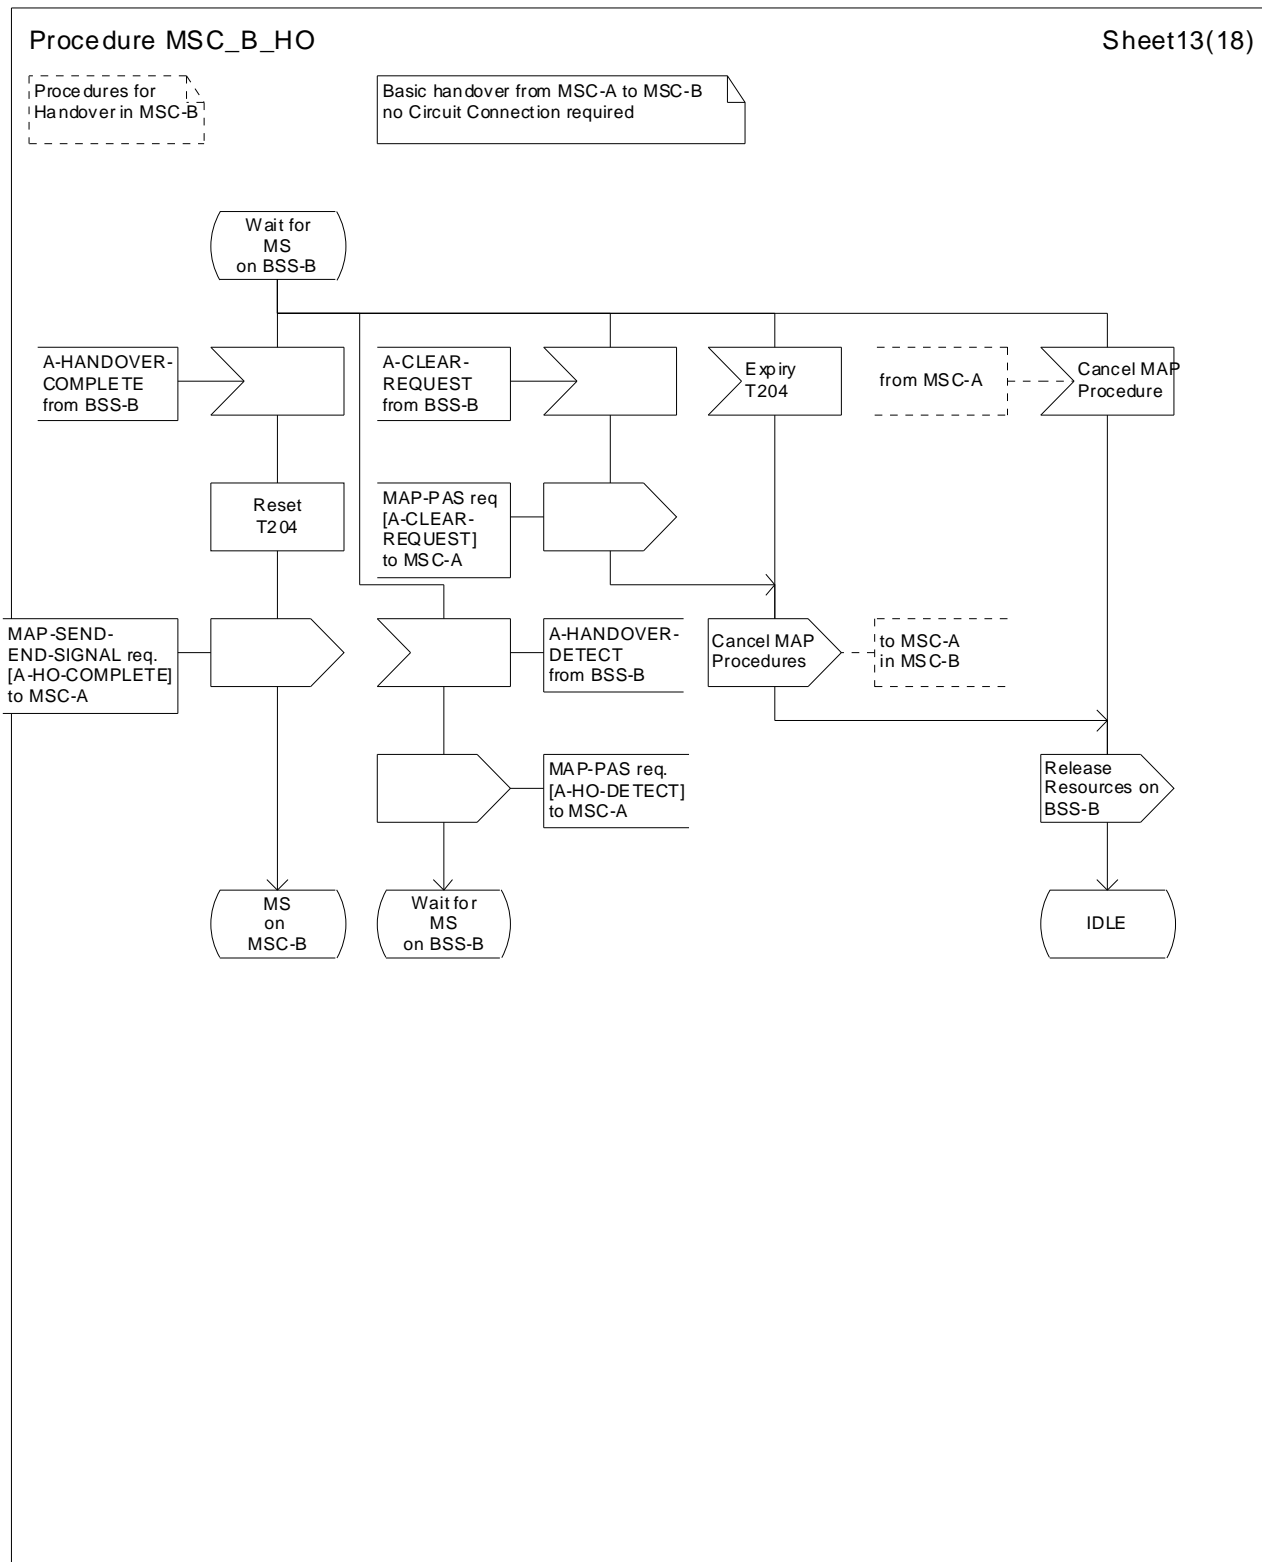 Procedure MSC_B_HO
Sheet13(18)
Procedures for
Handover in MSC-B
Basic handover from MSC-A to MSC-B
no Circuit Connection required
Wait for
MS
on BSS-B
A-HANDOVER-
COMPLETE
from BSS-B
A-CLEAR-
REQUEST
from BSS-B
Expiry
T204
from MSC-A
Cancel MAP
Procedure
Reset
T204
MAP-PAS req
[A-CLEAR-
REQUEST]
to MSC-A
MAP-SEND-
END-SIGNAL req.
[A-HO-COMPLETE]
to MSC-A
A-HANDOVER-
DETECT
from BSS-B
Cancel MAP
Procedures
to MSC-A
in MSC-B
MAP-PAS req.
[A-HO-DETECT]
to MSC-A
Release
Resources on
BSS-B
MS
on
MSC-B
Wait for
MS
on BSS-B
IDLE